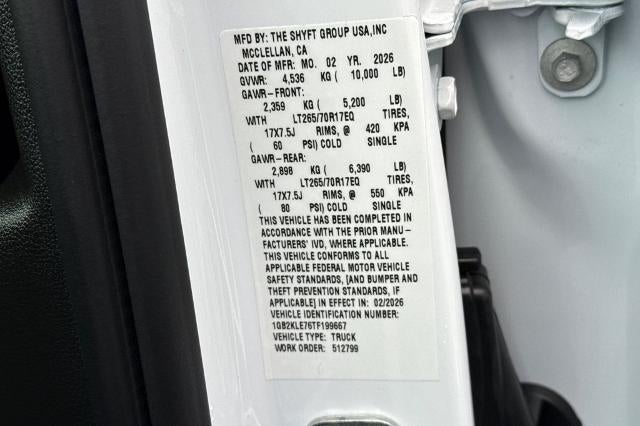 MFD BY: THE SHYFT GROUP USA,INC
MCCLELLAN, CA
DATE OF MFR: MO. 02 YR. 2026
GVWR: 4,536 KG ( 10,000 LB)
GAWR-FRONT:
2,359 KG ( 5,200 LB)
WITH LT265/70R17EQ TIRES,
17X7.5J RIMS, @ 420 KPA
( 60 PSI) COLD SINGLE
GAWR-REAR:
2,898 KG ( 6,390 LB)
WITH LT265/70R17EQ TIRES,
17X7.5J RIMS, @ 550 KPA
( 80 PSI) COLD SINGLE
THIS VEHICLE HAS BEEN COMPLETED IN
ACCORDANCE WITH THE PRIOR MANU-
FACTURERS' IVD, WHERE APPLICABLE.
THIS VEHICLE CONFORMS TO ALL
APPLICABLE FEDERAL MOTOR VEHICLE
SAFETY STANDARDS, [AND BUMPER AND
THEFT PREVENTION STANDARDS, IF
APPLICABLE] IN EFFECT IN: 02/2026
VEHICLE IDENTIFICATION NUMBER:
1GB2KLE76TF199667
VEHICLE TYPE: TRUCK
WORK ORDER: 512799